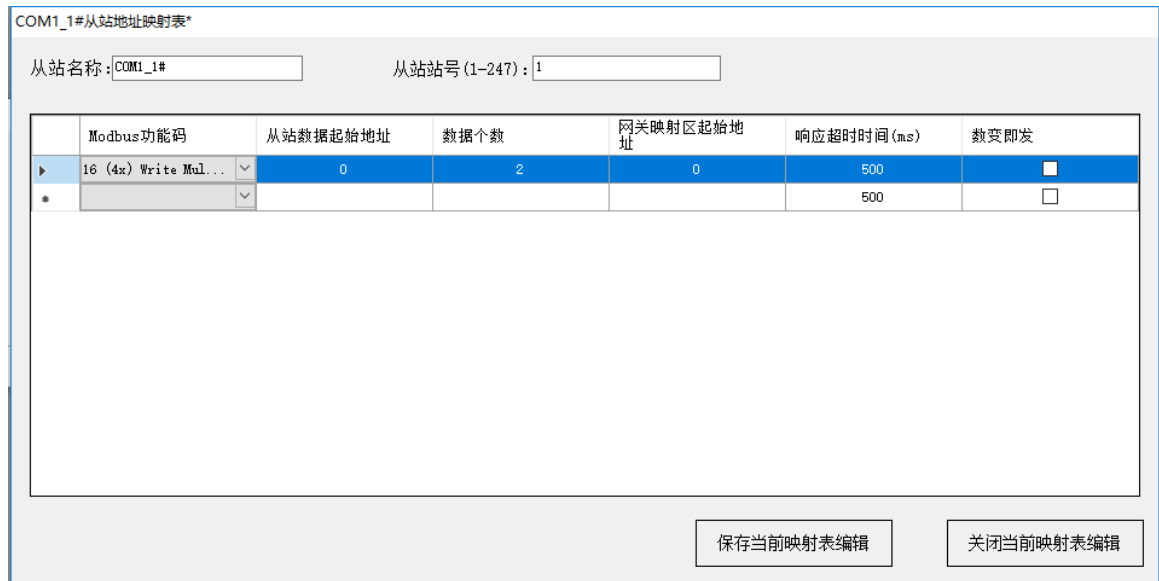 COM1_1#从站地址映射表*
从站名称:COM1_1# 从站站号(1-247):1
Modbus功能码 从站数据起始地址 数据个数 网关映射区起始地址 响应超时时间(ms) 数变即发
16 (4x) Write Mul... 0 2 0 500
500
保存当前映射表编辑 关闭当前映射表编辑